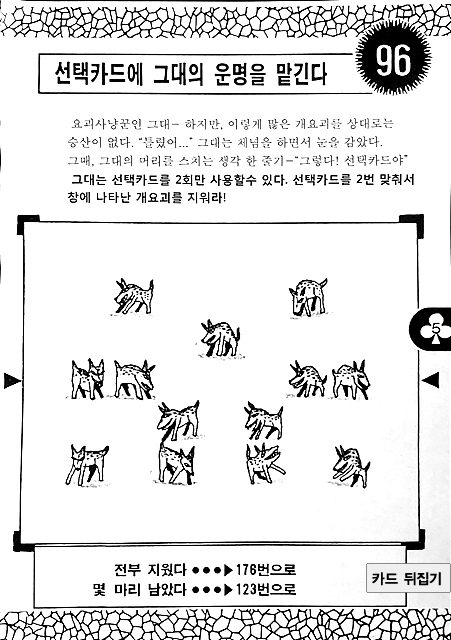 96
선택카드에 그대의 운명을 맡긴다
요괴사냥꾼인 그대— 하지만, 이렇게 많은 개요괴를 상대로는
승산이 없다. "틀렸어..." 그대는 체념을 하면서 눈을 감았다.
그때, 그대의 머리를 스치는 생각 한 줄기—"그렇다! 선택카드야"
그대는 선택카드를 2회만 사용할수 있다. 선택카드를 2번 맞춰서
창에 나타난 개요괴를 지워라!
5
전부 지웠다 ●●●▶176번으로
몇 마리 남았다 ●●●▶123번으로
카드 뒤집기